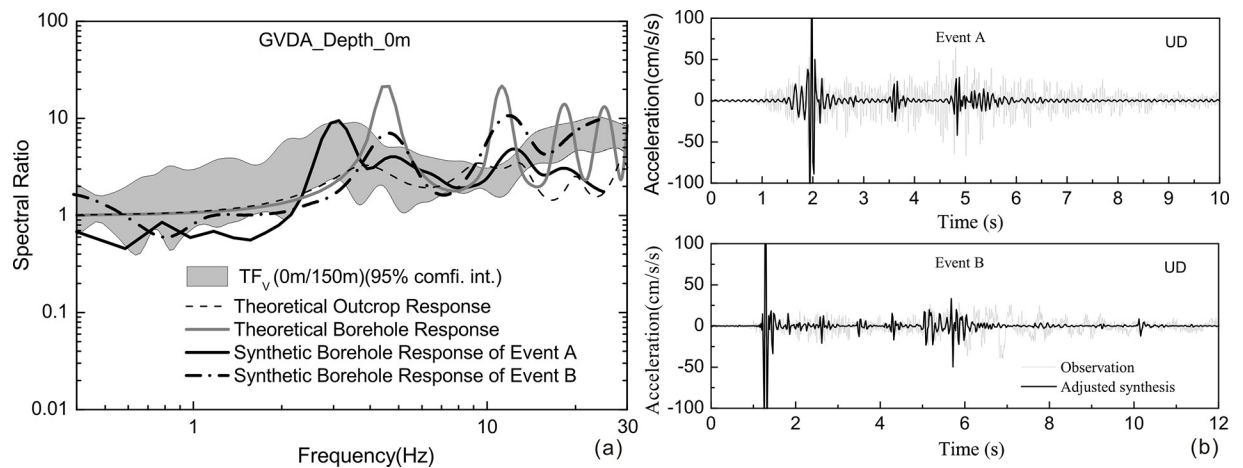 GVDA_Depth_0m
100
10
1
0.1
0.01
Spectral Ratio
TFV (0m/150m)(95% comfi. int.)
Theoretical Outcrop Response
Theoretical Borehole Response
Synthetic Borehole Response of Event A
Synthetic Borehole Response of Event B
1 10 30
Frequency(Hz)
(a)
Event A
UD
100
50
0
-50
-100
Acceleration(cm/s/s)
0 1 2 3 4 5 6 7 8 9 10
Time (s)
Event B
UD
100
50
0
-50
-100
Acceleration(cm/s/s)
Observation
Adjusted synthesis
0 2 4 6 8 10 12
Time (s)
(b)